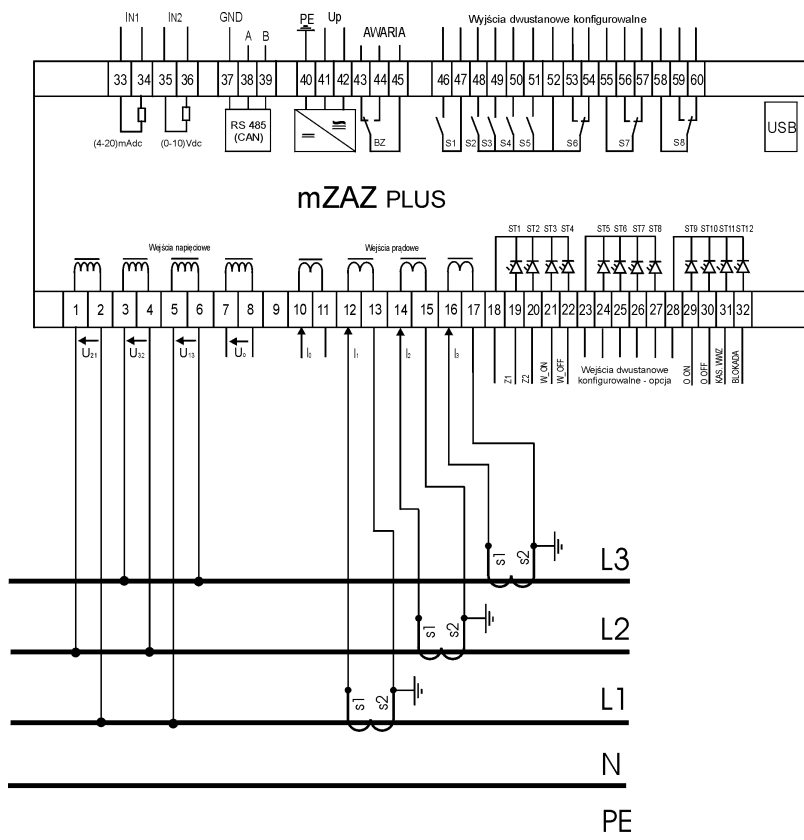 IN1 IN2 GND A B PE Up AWARIA Wyjścia dwustanowe konfigurowalne
33 34 35 36 37 38 39 40 41 42 43 44 45 46 47 48 49 50 51 52 53 54 55 56 57 58 59 60
(4-20)mAdc (0-10)Vdc RS 485 (CAN) BZ S1 S2 S3 S4 S5 S6 S7 S8 USB
mZAZ PLUS
ST1 ST2 ST3 ST4 ST5 ST6 ST7 ST8 ST9 ST10 ST11 ST12
Wejścia napięciowe Wejścia prądowe
1 2 3 4 5 6 7 8 9 10 11 12 13 14 15 16 17 18 19 20 21 22 23 24 25 26 27 28 29 30 31 32
U21 U32 U13 U0 I0 I1 I2 I3 Z1 Z2 W_ON W_OFF
Wejścia dwustanowe
konfigurowalne - opcja
O_ON O_OFF KAS. WWZ BLOKADA
s1 s2 L3
s1 s2 L2
s1 s2 L1
N
PE